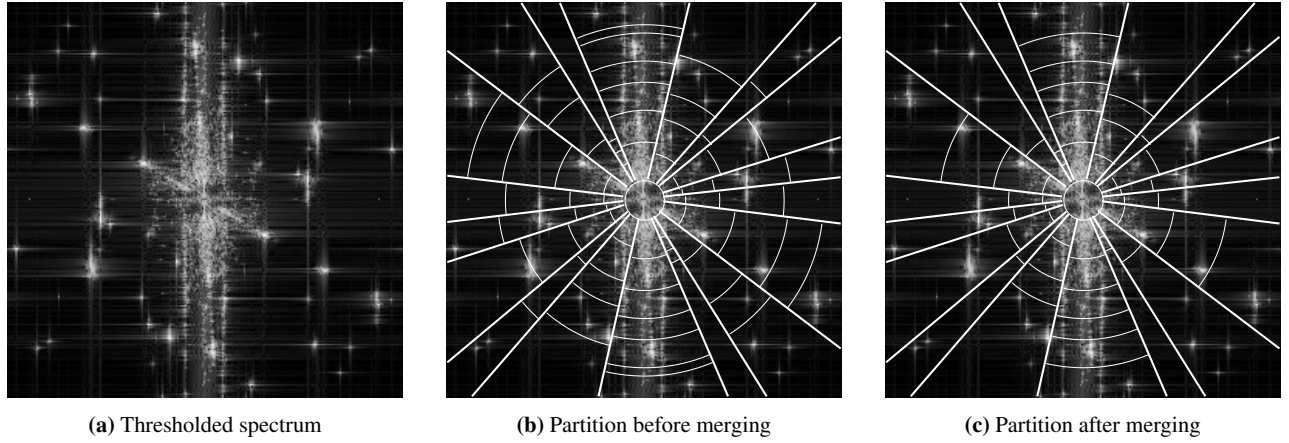 (a) Thresholded spectrum
(b) Partition before merging
(c) Partition after merging